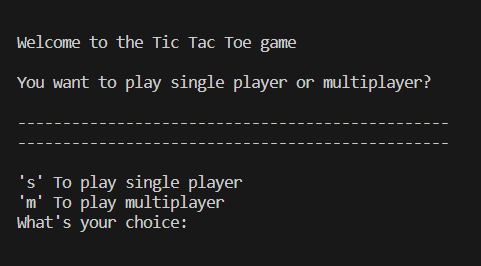 Welcome to the Tic Tac Toe game
You want to play single player or multiplayer?
------------------------------------------------
------------------------------------------------
's' To play single player
'm' To play multiplayer
What's your choice: